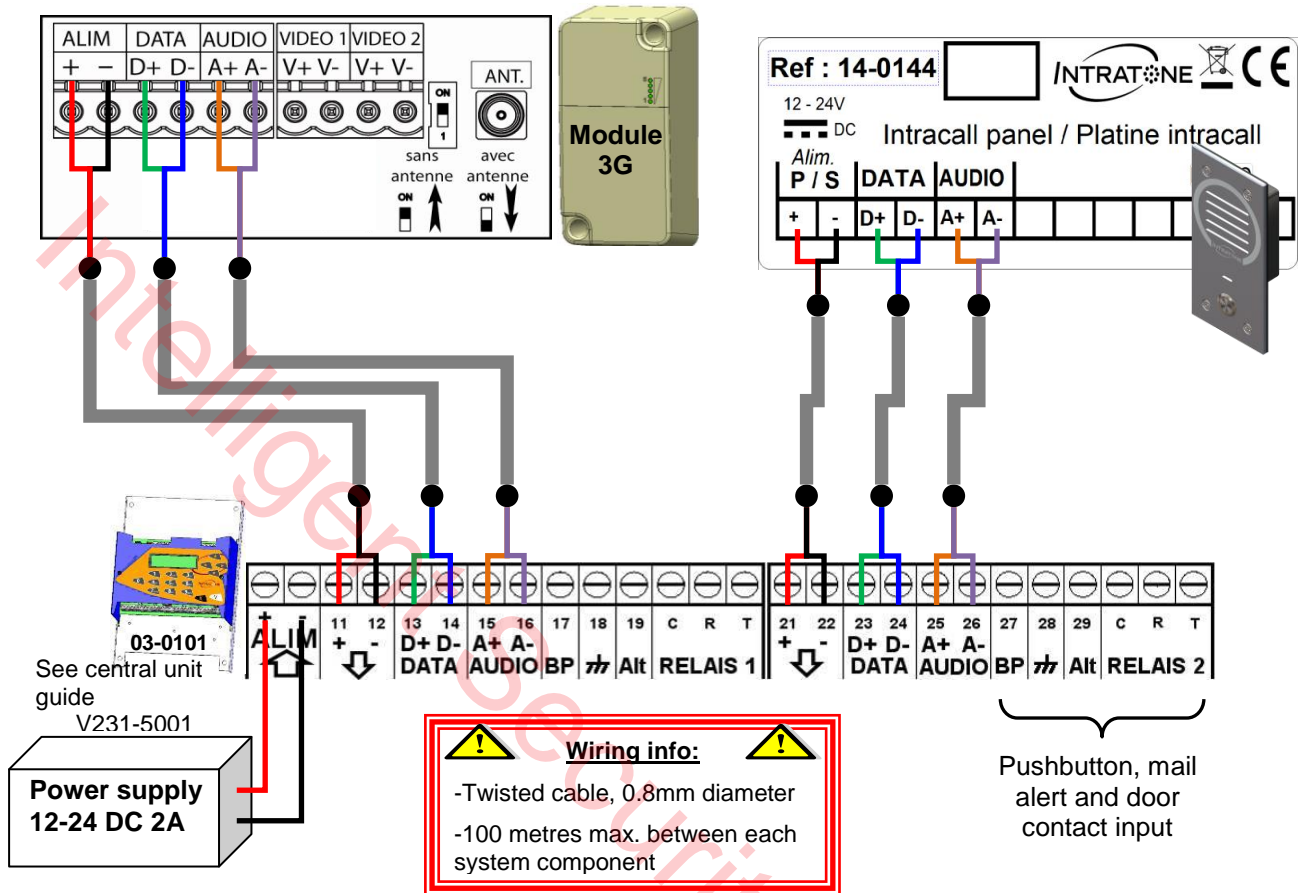 ALIM DATA AUDIO VIDEO 1 VIDEO 2
+ - D+ D- A+ A- V+ V- V+ V-
ON
1
ANT.
sans antenne
ON
avec antenne
ON
Module
3G
Ref : 14-0144
INTRATONE
CE
12 - 24V
DC
Intracall panel / Platine intracall
Alim.
P / S DATA AUDIO
+ - D+ D- A+ A-
03-0101
See central unit
guide
V231-5001
Power supply
12-24 DC 2A
+ -
ALIM
11 12 13 14 15 16 17 18 19 C R T
+ - D+ D- A+ A-
DATA AUDIO BP Alt RELAIS 1
21 22 23 24 25 26 27 28 29 C R T
+ - D+ D- A+ A-
DATA AUDIO BP Alt RELAIS 2
Wiring info:
-Twisted cable, 0.8mm diameter
-100 metres max. between each
system component
Pushbutton, mail
alert and door
contact input
Intelligent Securit